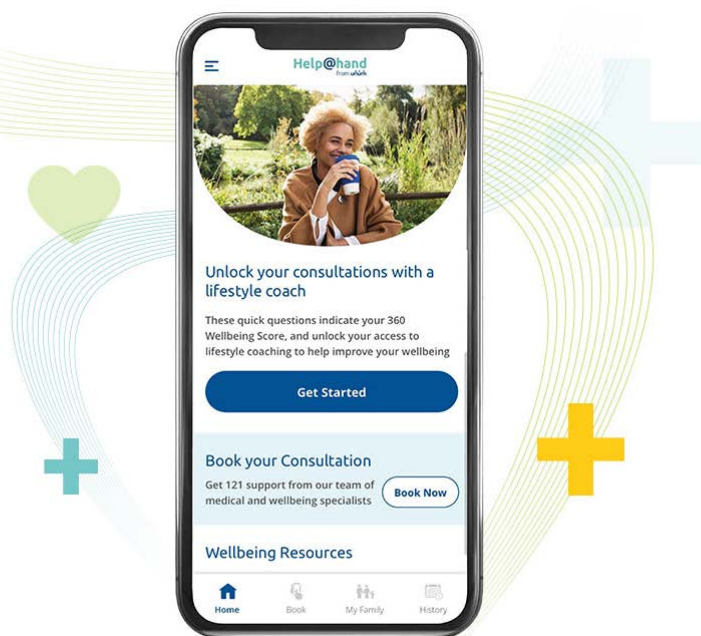 Help@hand
from unum
Unlock your consultations with a
lifestyle coach
These quick questions indicate your 360
Wellbeing Score, and unlock your access to
lifestyle coaching to help improve your wellbeing
Get Started
Book your Consultation
Get 121 support from our team of
medical and wellbeing specialists
Book Now
Wellbeing Resources
Home
Book
My Family
History